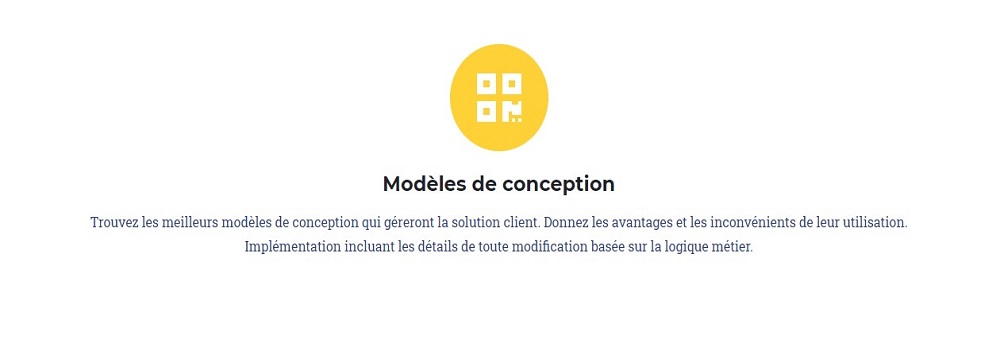 Modèles de conception
Trouvez les meilleurs modèles de conception qui géreront la solution client. Donnez les avantages et les inconvénients de leur utilisation.
Implémentation incluant les détails de toute modification basée sur la logique métier.